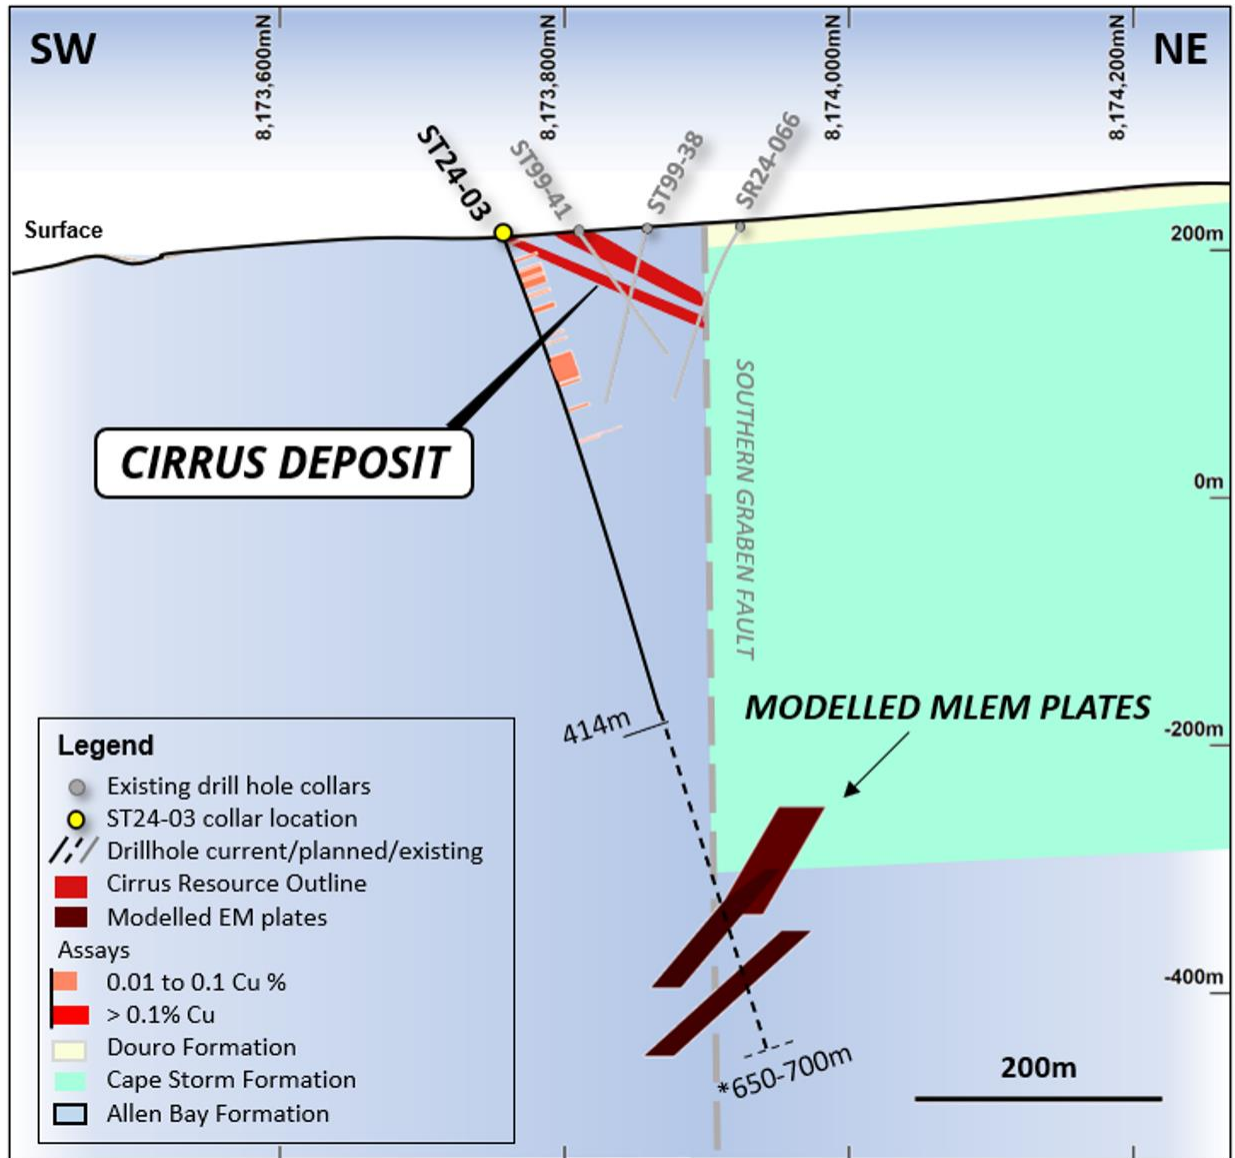 SW
8,173,600mN
8,173,800mN
8,174,000mN
8,174,200mN
NE
ST24-03
ST99-41
ST99-38
SR24-066
Surface
200m
CIRRUS DEPOSIT
0m
SOUTHERN GRABEN FAULT
MODELLED MLEM PLATES
414m
-200m
Legend
Existing drill hole collars
ST24-03 collar location
Drillhole current/planned/existing
Cirrus Resource Outline
Modelled EM plates
Assays
0.01 to 0.1 Cu %
> 0.1% Cu
Douro Formation
Cape Storm Formation
Allen Bay Formation
-400m
*650-700m
200m